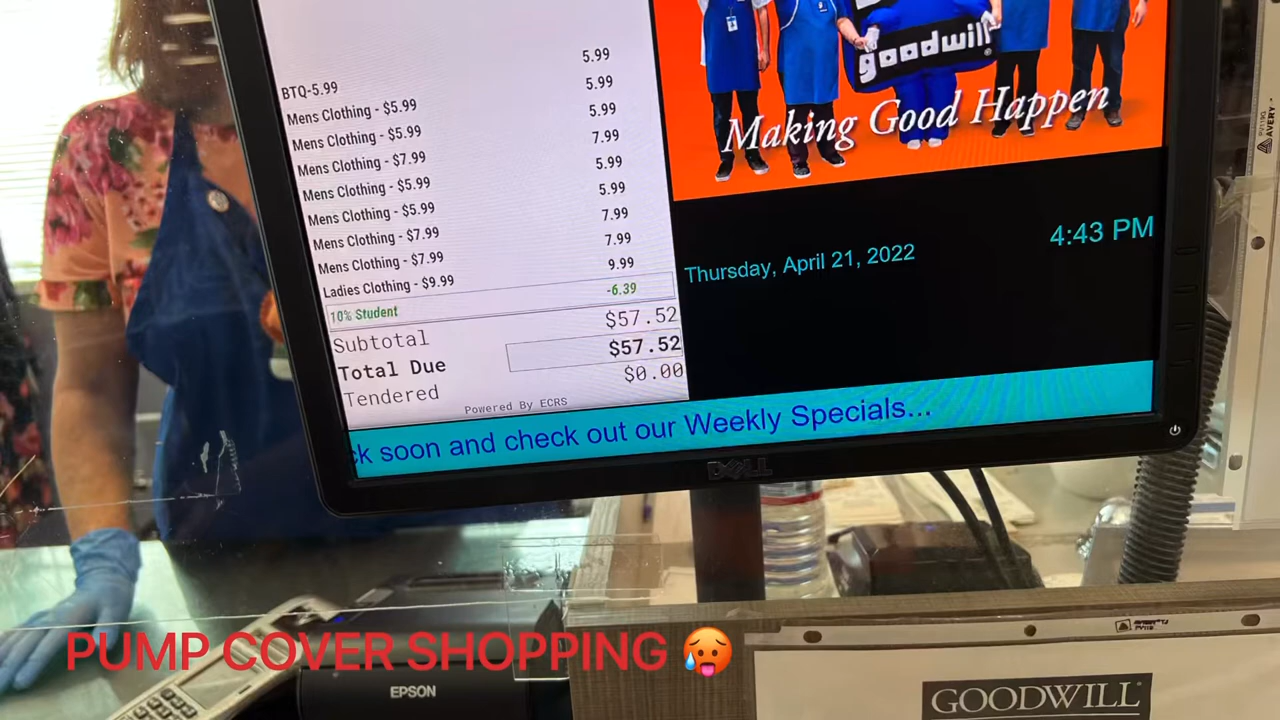 goodwill
Making Good Happen
BTQ-5.99 5.99
Mens Clothing - $5.99 5.99
Mens Clothing - $5.99 5.99
Mens Clothing - $7.99 7.99
Mens Clothing - $5.99 5.99
Mens Clothing - $5.99 5.99
Mens Clothing - $7.99 7.99
Mens Clothing - $7.99 7.99
Ladies Clothing - $9.99 9.99
10% Student -6.39
Subtotal $57.52
Total Due $57.52
Tendered $0.00
Powered By ECRS
4:43 PM
Thursday, April 21, 2022
ck soon and check out our Weekly Specials...
DELL
AVERY
PUMP COVER SHOPPING 🥵
EPSON
GOODWILL